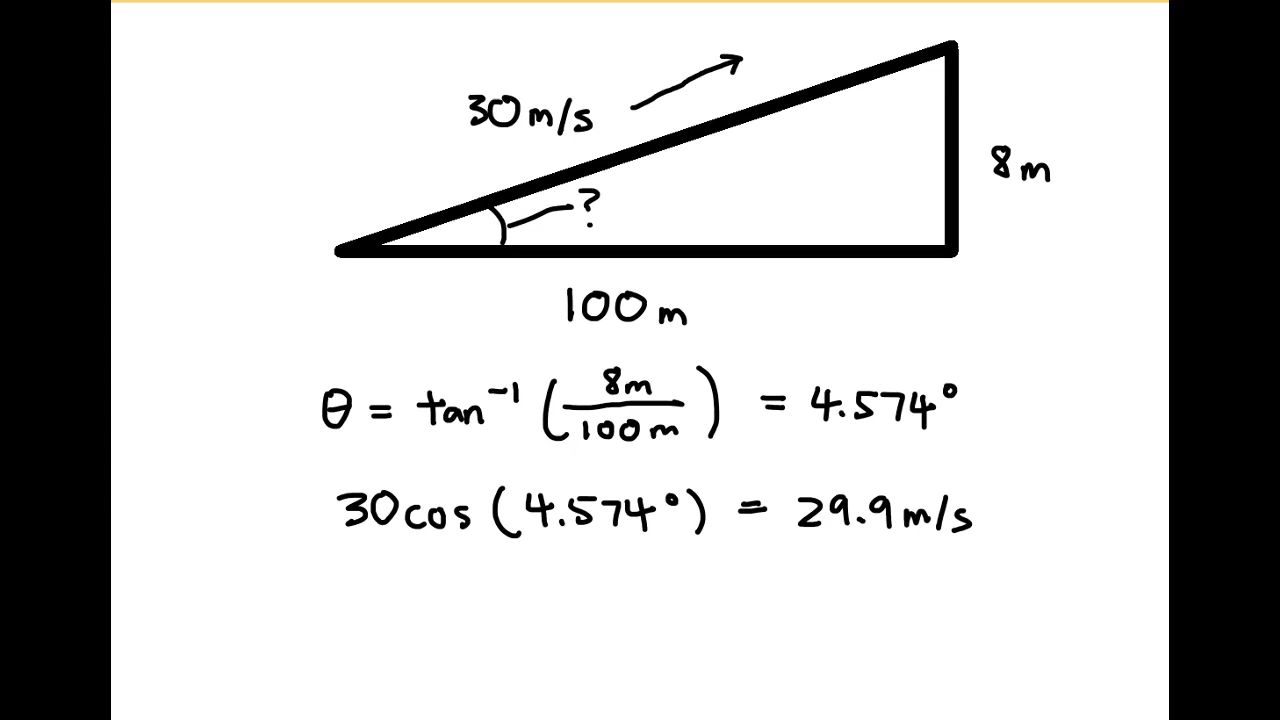 30m/s
8m
?
100m
θ = tan⁻¹ (8m/100m) = 4.574°
30cos (4.574°) = 29.9m/s